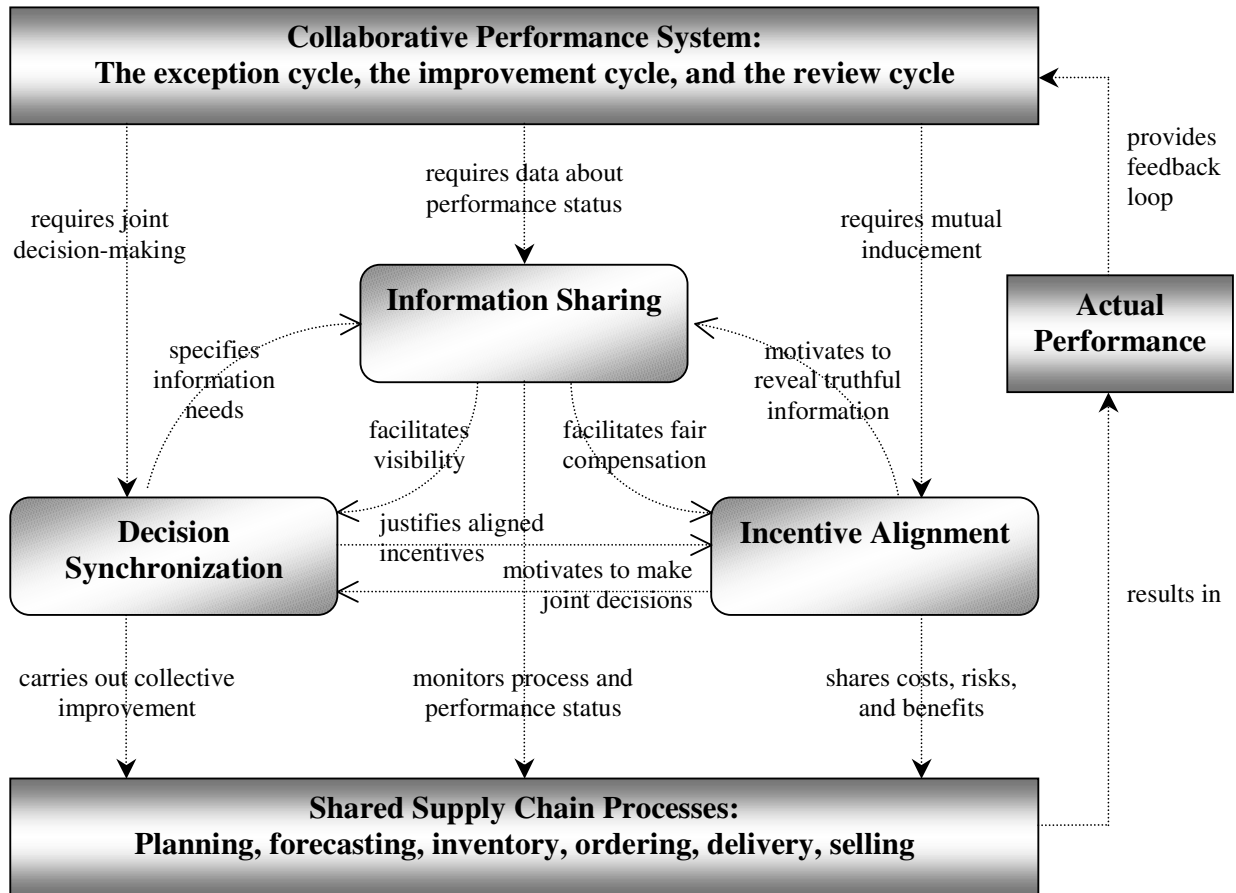 Collaborative Performance System:
The exception cycle, the improvement cycle, and the review cycle
requires joint
decision-making
requires data about
performance status
requires mutual
inducement
provides
feedback
loop
Information Sharing
Actual
Performance
specifies
information
needs
motivates to
reveal truthful
information
facilitates
visibility
facilitates fair
compensation
Decision
Synchronization
justifies aligned
incentives
motivates to make
joint decisions
Incentive Alignment
results in
carries out collective
improvement
monitors process and
performance status
shares costs, risks,
and benefits
Shared Supply Chain Processes:
Planning, forecasting, inventory, ordering, delivery, selling